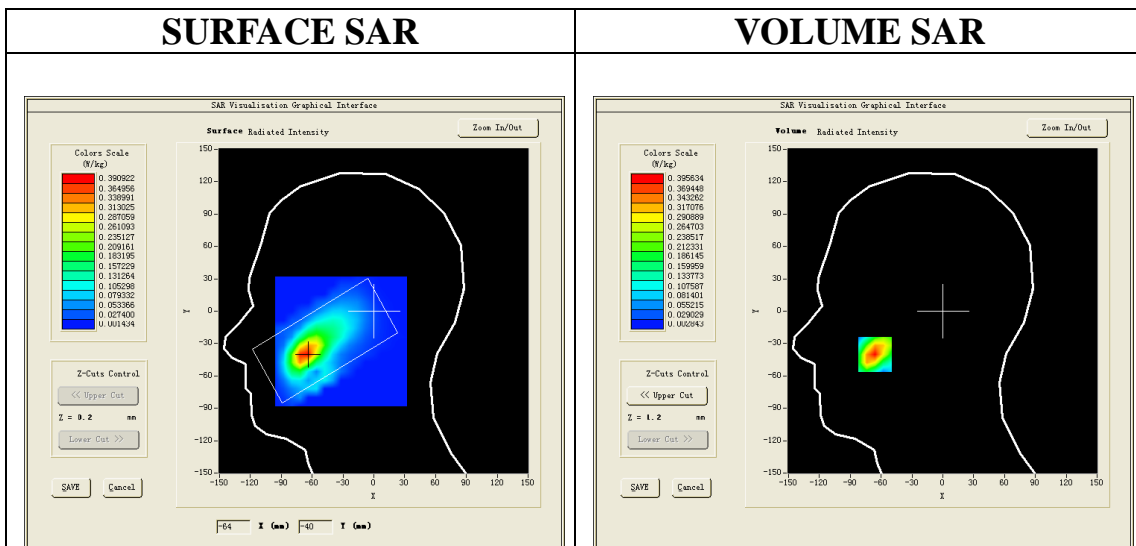 SURFACE SAR
VOLUME SAR
SAR Visualisation Graphical Interface
Surface Radiated Intensity
Zoom In/Out
Colors Scale
(W/kg)
0.390922
0.364956
0.338991
0.313025
0.287059
0.261093
0.235127
0.209161
0.183195
0.157229
0.131264
0.105298
0.079332
0.053366
0.027400
0.001434
Z-Cuts Control
<< Upper Cut
Z = 0.2 mm
Lower Cut >>
SAVE
Cancel
150
120
90
60
30
0
-30
-60
-90
-120
-150
Y
-150 -120 -90 -60 -30 0 30 60 90 120 150
X
-64 X (mm) -40 Y (mm)
SAR Visualisation Graphical Interface
Volume Radiated Intensity
Zoom In/Out
Colors Scale
(W/kg)
0.395634
0.369448
0.343262
0.317076
0.290889
0.264703
0.238517
0.212331
0.186145
0.159959
0.133773
0.107587
0.081401
0.055215
0.029029
0.002843
Z-Cuts Control
<< Upper Cut
Z = 1.2 mm
Lower Cut >>
SAVE
Cancel
150
120
90
60
30
0
-30
-60
-90
-120
-150
Y
-150 -120 -90 -60 -30 0 30 60 90 120 150
X